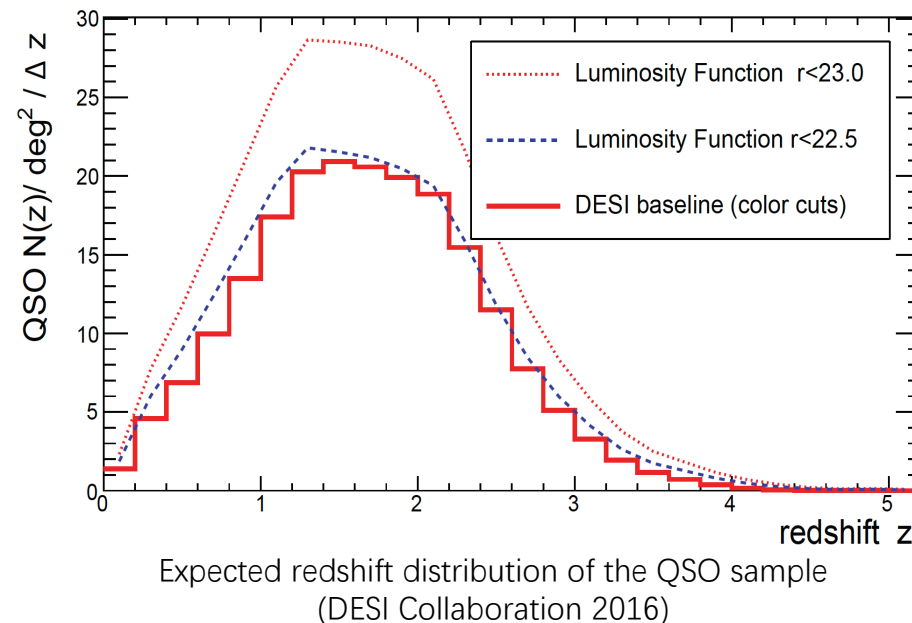 30
25
20
15
10
5
0
QSO N(z)/ deg² / Δ z
Luminosity Function r<23.0
Luminosity Function r<22.5
DESI baseline (color cuts)
0 1 2 3 4 5
redshift z
Expected redshift distribution of the QSO sample
(DESI Collaboration 2016)